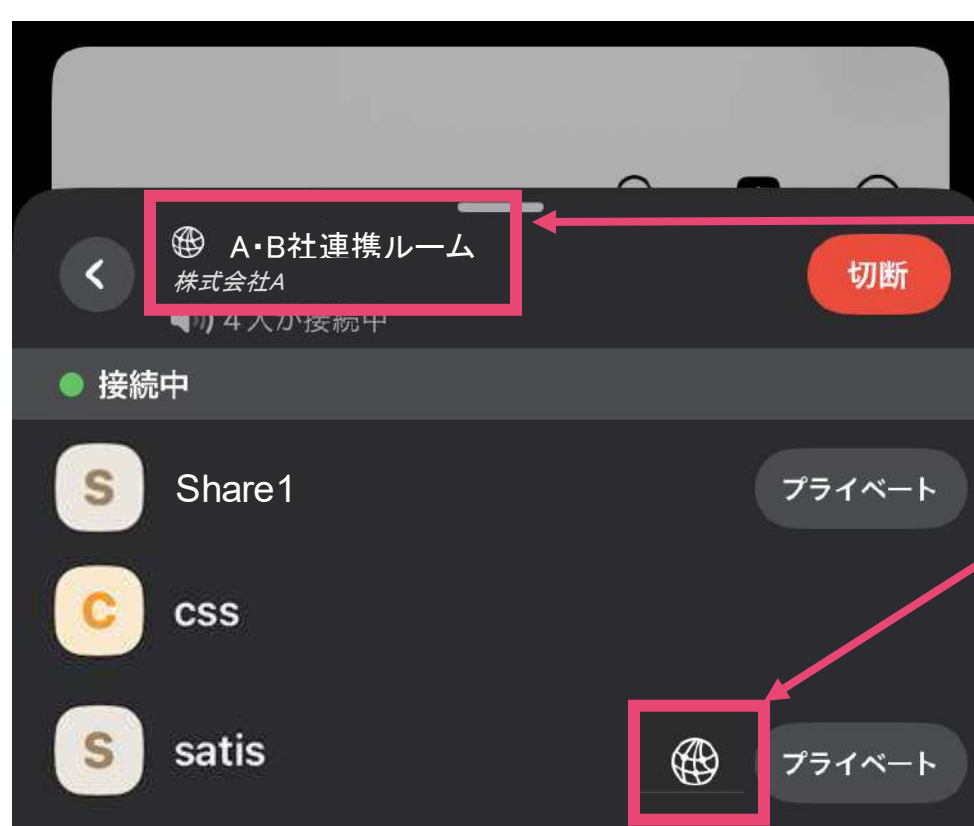 A・B社連携ルーム
株式会社A
切断
4人が接続中
接続中
S Share1 プライベート
C css
S satis プライベート